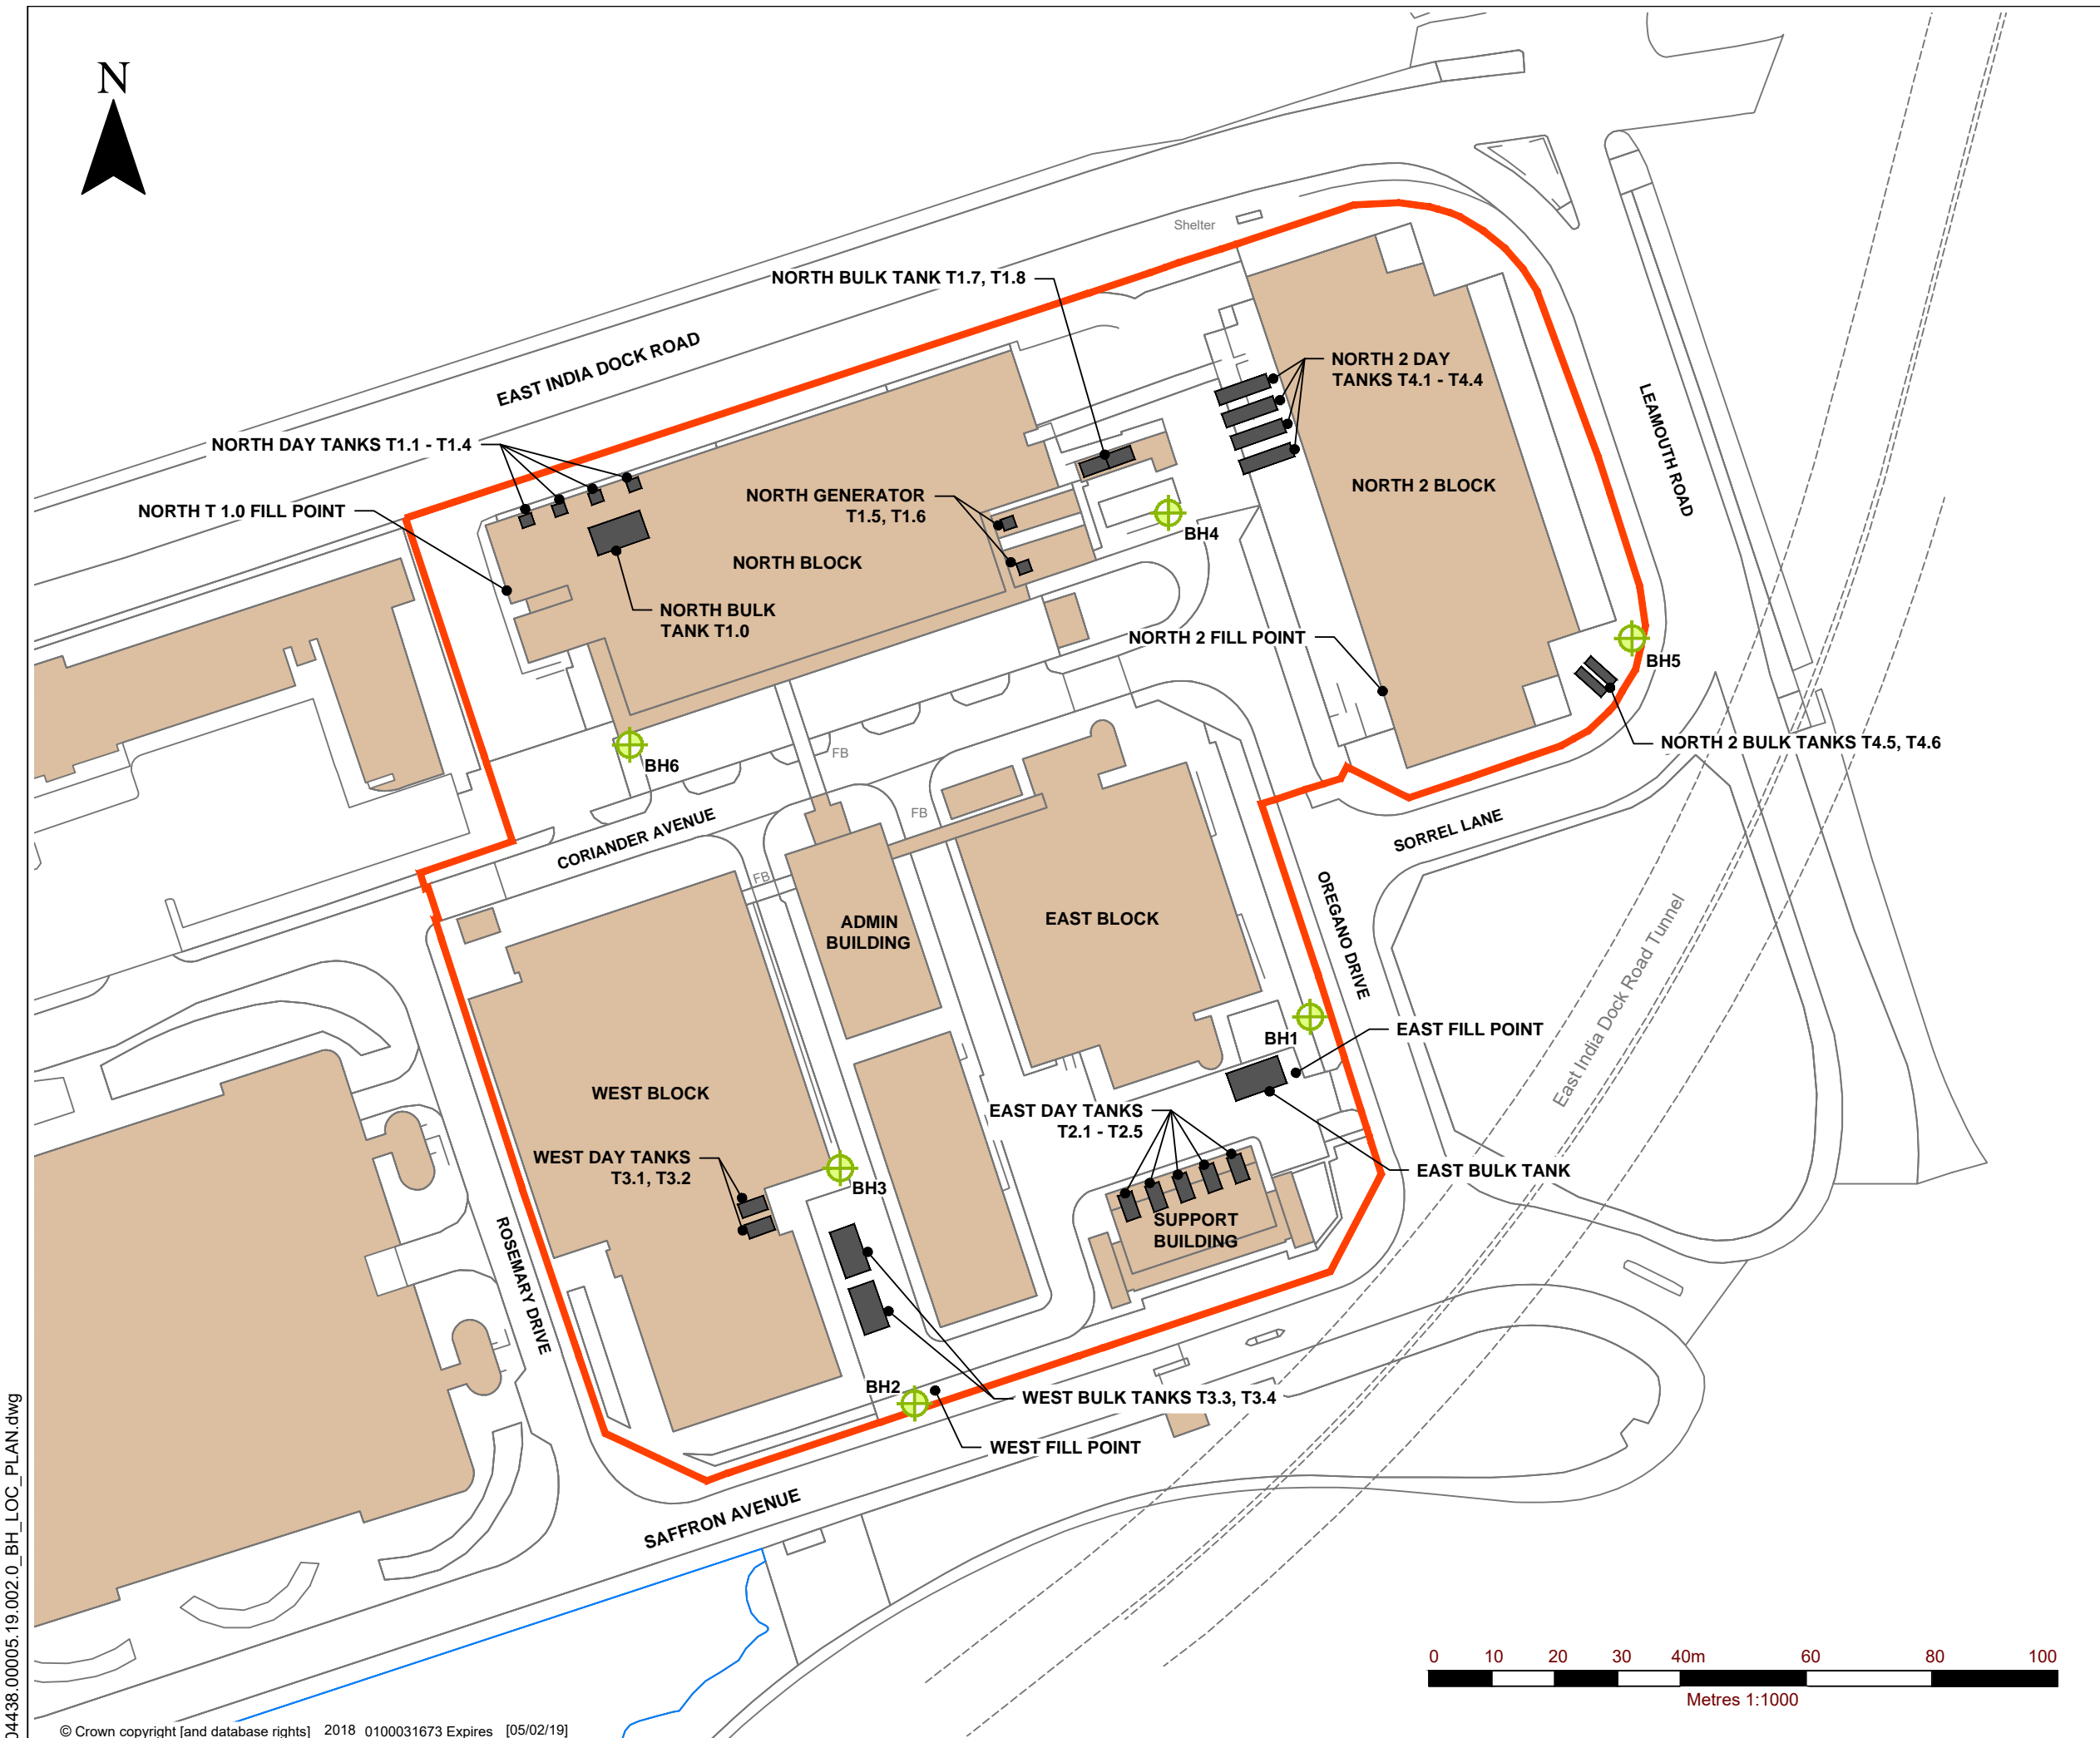 N
Shelter
NORTH BULK TANK T1.7, T1.8
EAST INDIA DOCK ROAD
NORTH 2 DAY
TANKS T4.1 - T4.4
LEAMOUTH ROAD
NORTH DAY TANKS T1.1 - T1.4
NORTH T 1.0 FILL POINT
NORTH GENERATOR
T1.5, T1.6
NORTH 2 BLOCK
BH4
NORTH BLOCK
NORTH BULK
TANK T1.0
NORTH 2 FILL POINT
BH5
NORTH 2 BULK TANKS T4.5, T4.6
BH6
FB
FB
FB
CORIANDER AVENUE
SORREL LANE
ADMIN
BUILDING
EAST BLOCK
OREGANO DRIVE
East India Dock Road Tunnel
BH1
EAST FILL POINT
WEST BLOCK
EAST DAY TANKS
T2.1 - T2.5
WEST DAY TANKS
T3.1, T3.2
EAST BULK TANK
BH3
SUPPORT
BUILDING
ROSEMARY DRIVE
BH2
WEST BULK TANKS T3.3, T3.4
WEST FILL POINT
SAFFRON AVENUE
0 10 20 30 40m 60 80 100
Metres 1:1000
04438.00005.19.002.0_BH_LOC_PLAN.dwg
© Crown copyright [and database rights] 2018 0100031673 Expires [05/02/19]